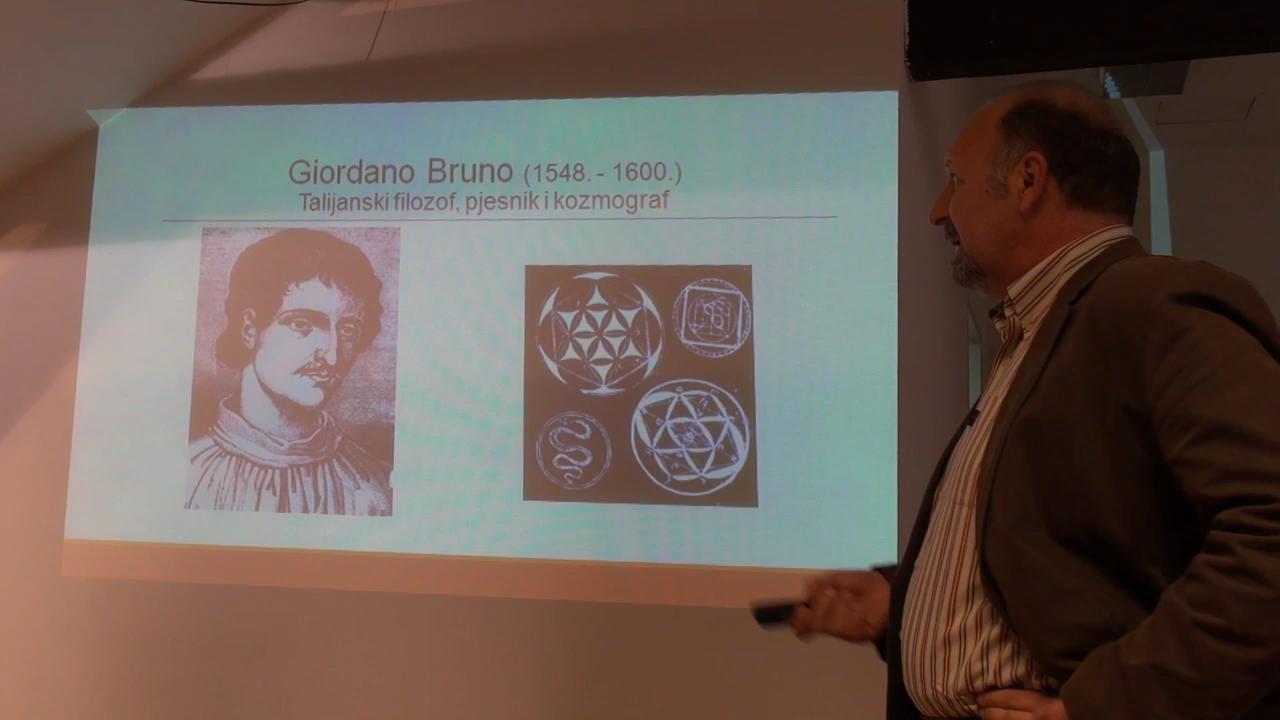 Giordano Bruno (1548. - 1600.)
Talijanski filozof, pjesnik i kozmograf